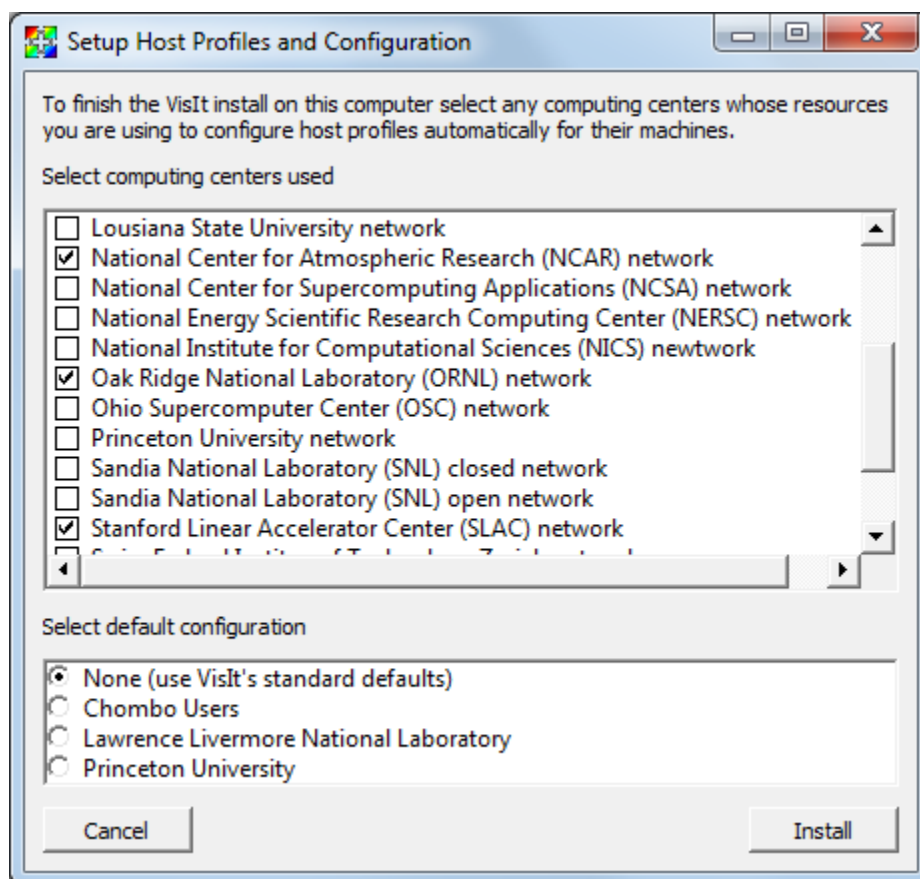 Setup Host Profiles and Configuration
To finish the VisIt install on this computer select any computing centers whose resources
you are using to configure host profiles automatically for their machines.
Select computing centers used
Lousiana State University network
National Center for Atmospheric Research (NCAR) network
National Center for Supercomputing Applications (NCSA) network
National Energy Scientific Research Computing Center (NERSC) network
National Institute for Computational Sciences (NICS) newtwork
Oak Ridge National Laboratory (ORNL) network
Ohio Supercomputer Center (OSC) network
Princeton University network
Sandia National Laboratory (SNL) closed network
Sandia National Laboratory (SNL) open network
Stanford Linear Accelerator Center (SLAC) network
Select default configuration
None (use VisIt's standard defaults)
Chombo Users
Lawrence Livermore National Laboratory
Princeton University
Cancel
Install